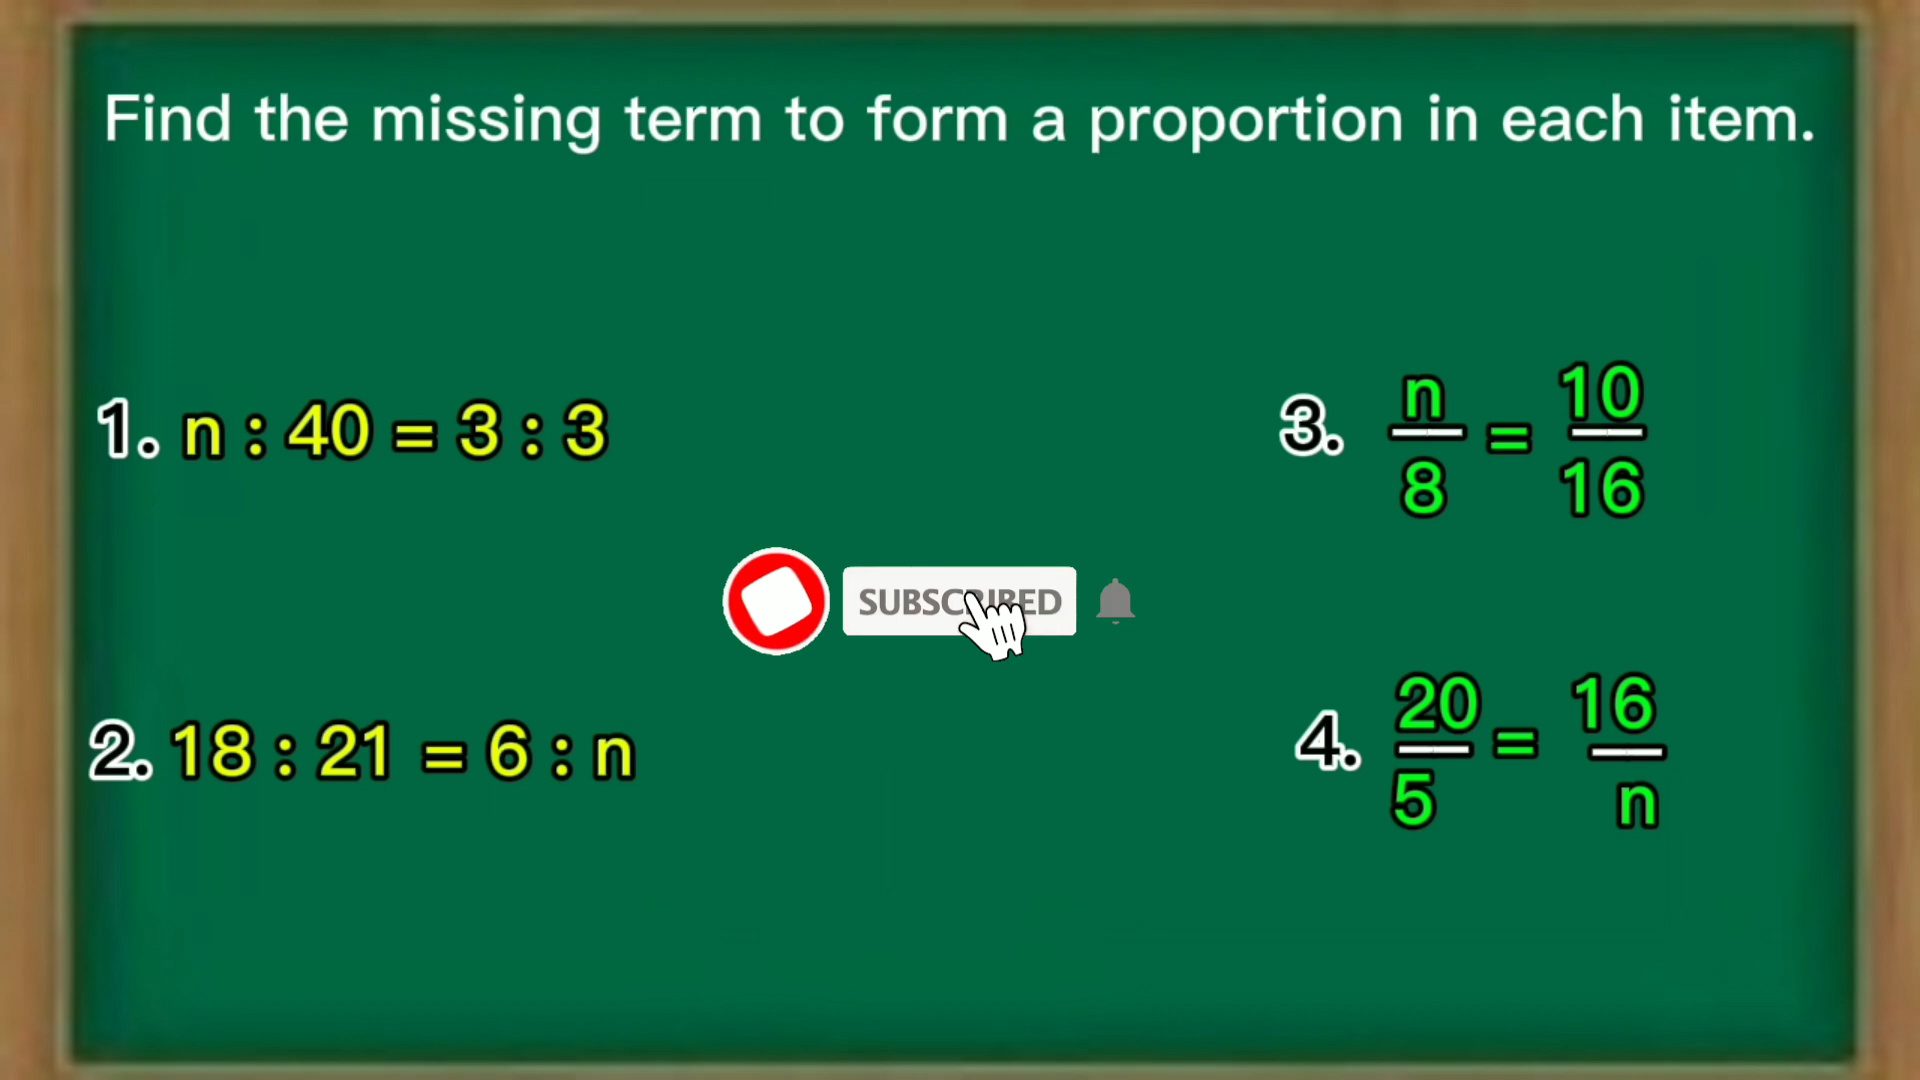 Find the missing term to form a proportion in each item.
1. n : 40 = 3 : 3
2. 18 : 21 = 6 : n
SUBSCRIBED
3. n/8 = 10/16
4. 20/5 = 16/n